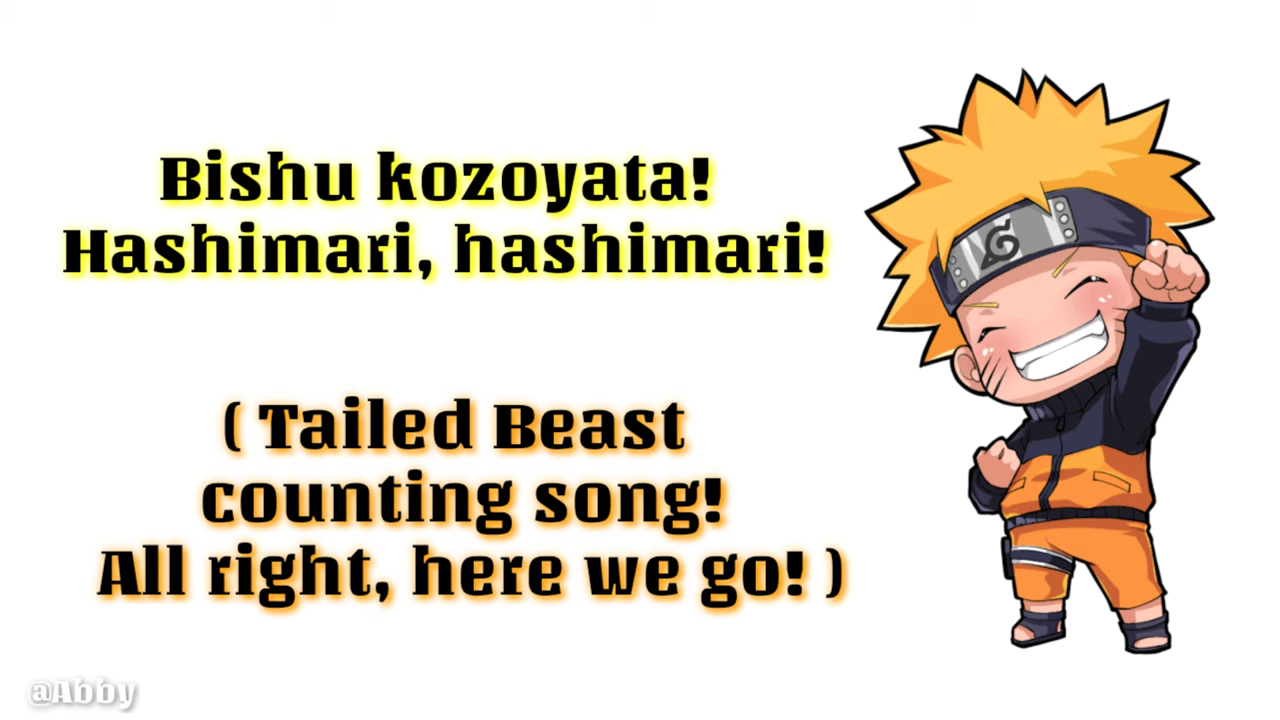 Bishu kozoyata!
Hashimari, hashimari!
( Tailed Beast
counting song!
All right, here we go! )
@Abby